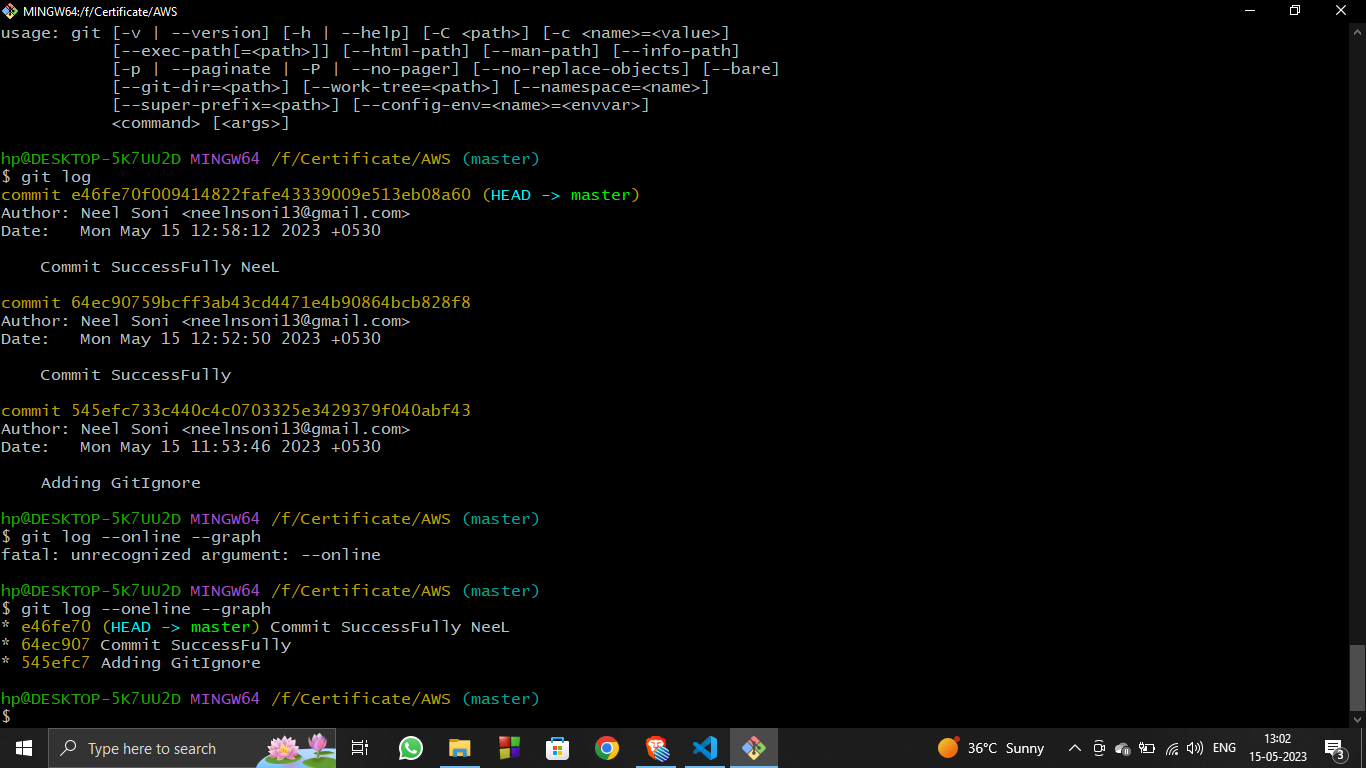 MINGW64:/f/Certificate/AWS
usage: git [-v | --version] [-h | --help] [-C <path>] [-c <name>=<value>]
           [--exec-path[=<path>]] [--html-path] [--man-path] [--info-path]
           [-p | --paginate | -P | --no-pager] [--no-replace-objects] [--bare]
           [--git-dir=<path>] [--work-tree=<path>] [--namespace=<name>]
           [--super-prefix=<path>] [--config-env=<name>=<envvar>]
           <command> [<args>]
hp@DESKTOP-5K7UU2D MINGW64 /f/Certificate/AWS (master)
$ git log
commit e46fe70f009414822fafe43339009e513eb08a60 (HEAD -> master)
Author: Neel Soni <neelnsoni13@gmail.com>
Date:   Mon May 15 12:58:12 2023 +0530
    Commit SuccessFully NeeL
commit 64ec90759bcff3ab43cd4471e4b90864bcb828f8
Author: Neel Soni <neelnsoni13@gmail.com>
Date:   Mon May 15 12:52:50 2023 +0530
    Commit SuccessFully
commit 545efc733c440c4c0703325e3429379f040abf43
Author: Neel Soni <neelnsoni13@gmail.com>
Date:   Mon May 15 11:53:46 2023 +0530
    Adding GitIgnore
hp@DESKTOP-5K7UU2D MINGW64 /f/Certificate/AWS (master)
$ git log --online --graph
fatal: unrecognized argument: --online
hp@DESKTOP-5K7UU2D MINGW64 /f/Certificate/AWS (master)
$ git log --oneline --graph
* e46fe70 (HEAD -> master) Commit SuccessFully NeeL
* 64ec907 Commit SuccessFully
* 545efc7 Adding GitIgnore
hp@DESKTOP-5K7UU2D MINGW64 /f/Certificate/AWS (master)
$
Type here to search
36°C Sunny
ENG
13:02
15-05-2023
3